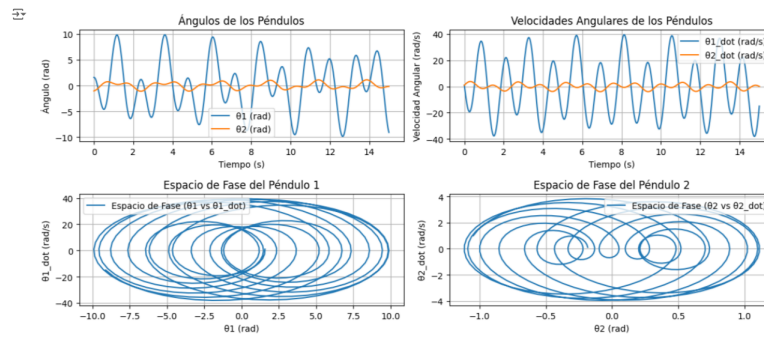 Ángulos de los Péndulos
Ángulo (rad)
10
5
0
−5
−10
θ1 (rad)
θ2 (rad)
0 2 4 6 8 10 12 14
Tiempo (s)
Velocidades Angulares de los Péndulos
Velocidad Angular (rad/s)
40
20
0
−20
−40
θ1_dot (rad/s)
θ2_dot (rad/s)
0 2 4 6 8 10 12 14
Tiempo (s)
Espacio de Fase del Péndulo 1
θ1_dot (rad/s)
40
20
0
−20
−40
Espacio de Fase (θ1 vs θ1_dot)
−10.0 −7.5 −5.0 −2.5 0.0 2.5 5.0 7.5 10.0
θ1 (rad)
Espacio de Fase del Péndulo 2
θ2_dot (rad/s)
4
2
0
−2
−4
Espacio de Fase (θ2 vs θ2_dot)
−1.0 −0.5 0.0 0.5 1.0
θ2 (rad)